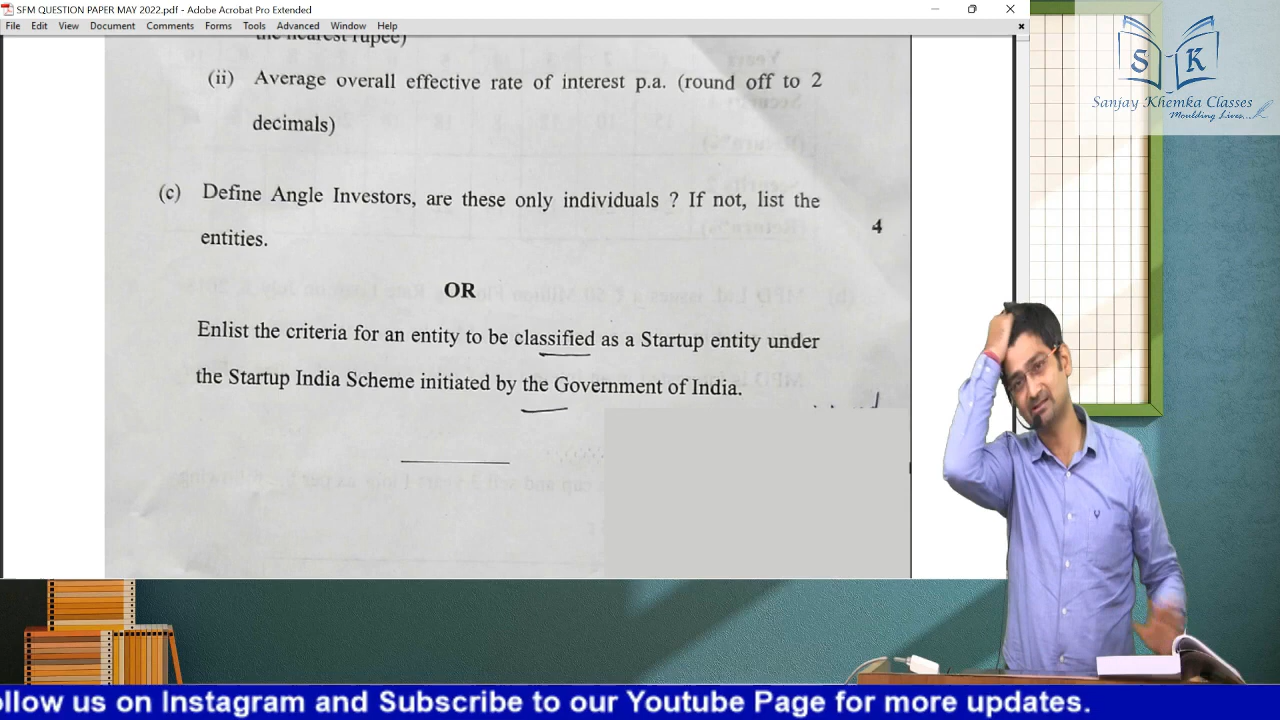 SFM QUESTION PAPER MAY 2022.pdf - Adobe Acrobat Pro Extended
File Edit View Document Comments Forms Tools Advanced Window Help
the nearest rupee)
(ii) Average overall effective rate of interest p.a. (round off to 2
decimals)
(c) Define Angle Investors, are these only individuals ? If not, list the
entities.
4
OR
Enlist the criteria for an entity to be classified as a Startup entity under
the Startup India Scheme initiated by the Government of India.
S K
Sanjay Khemka Classes
Moulding Lives...
ollow us on Instagram and Subscribe to our Youtube Page for more updates.